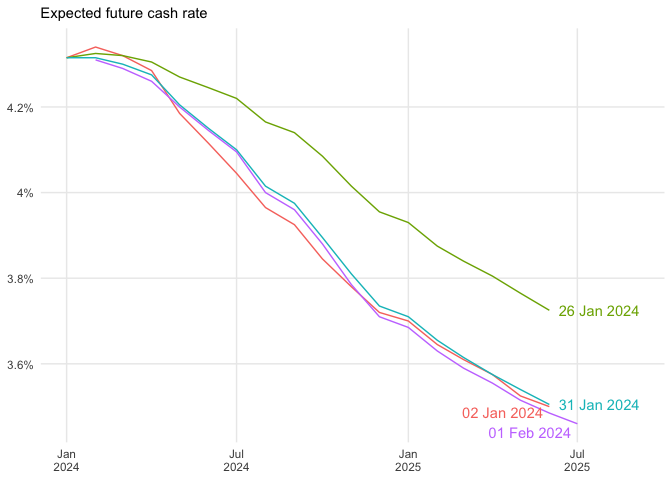 Expected future cash rate
4.2%
4%
3.8%
3.6%
26 Jan 2024
31 Jan 2024
02 Jan 2024
01 Feb 2024
Jan Jul Jan Jul
2024 2024 2025 2025